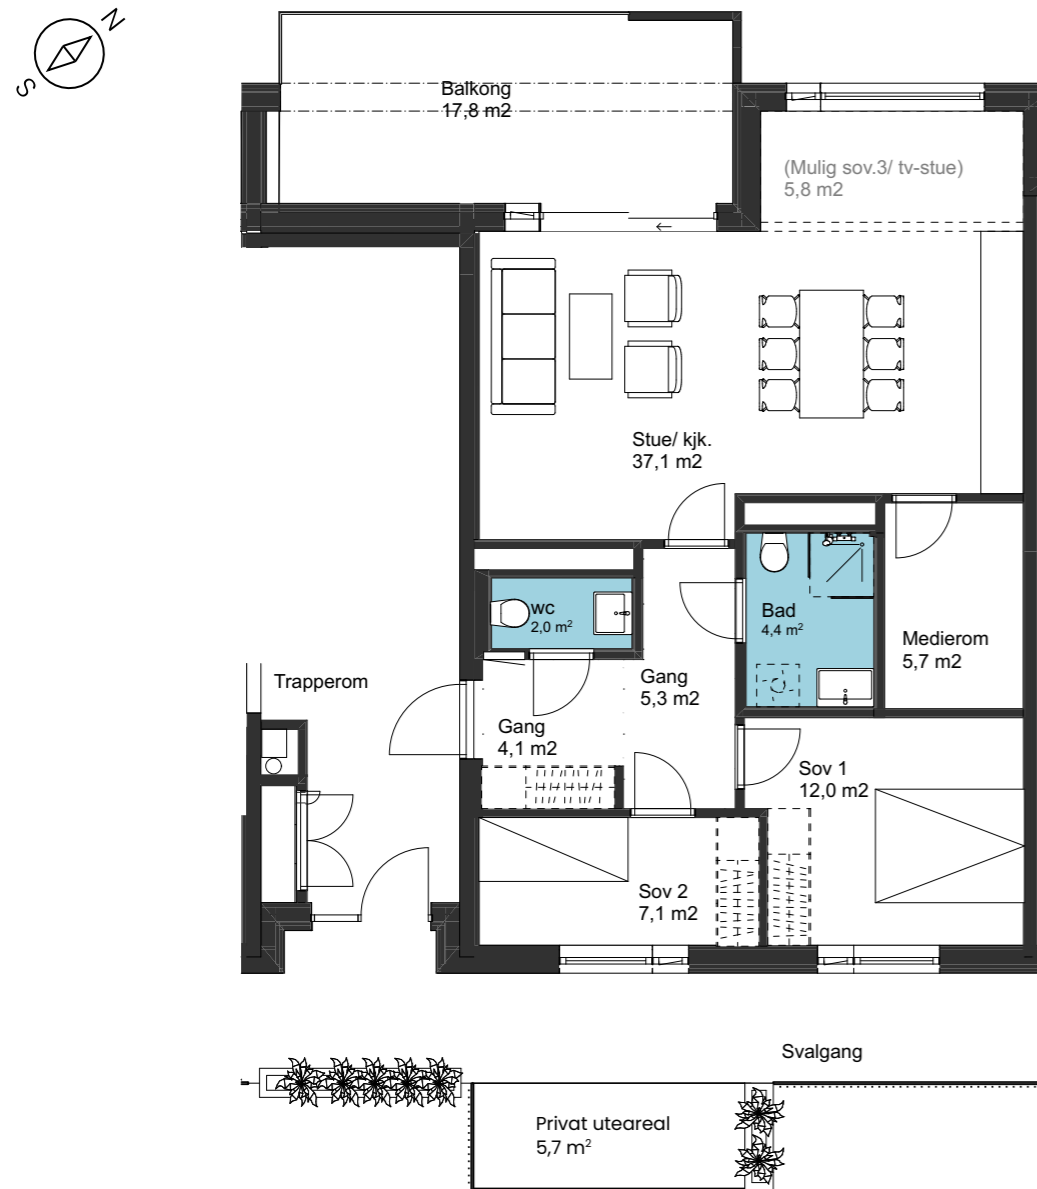 N
S
Balkong
17,8 m2
(Mulig sov.3/ tv-stue)
5,8 m2
Stue/ kjk.
37,1 m2
wc
2,0 m²
Bad
4,4 m²
Medierom
5,7 m2
Trapperom
Gang
5,3 m2
Gang
4,1 m2
Sov 1
12,0 m2
Sov 2
7,1 m2
Svalgang
Privat uteareal
5,7 m²